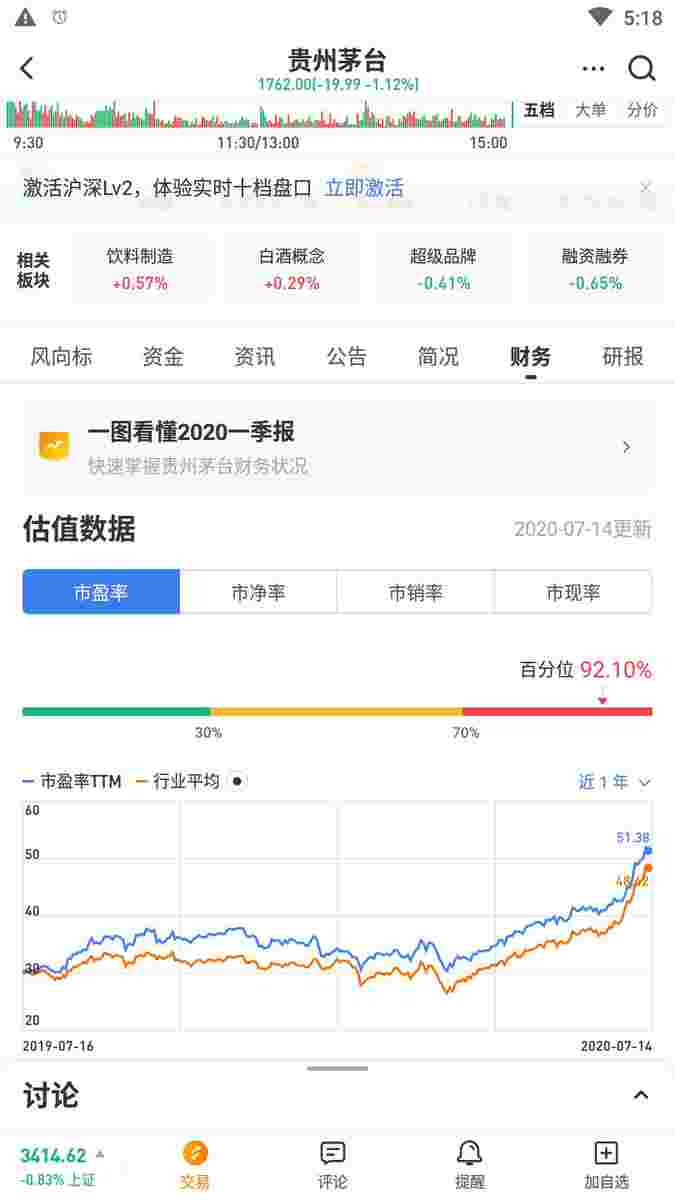 5:18
贵州茅台
1762.00(-19.99 -1.12%)
五档 大单 分价
9:30 11:30/13:00 15:00
激活沪深Lv2，体验实时十档盘口 立即激活
相关板块
饮料制造 白酒概念 超级品牌 融资融券
+0.57% +0.29% -0.41% -0.65%
风向标 资金 资讯 公告 简况 财务 研报
一图看懂2020一季报
快速掌握贵州茅台财务状况
估值数据 2020-07-14更新
市盈率 市净率 市销率 市现率
百分位 92.10%
30% 70%
市盈率TTM 行业平均 近1年
60
51.38
50
40
30
20
2019-07-16 2020-07-14
讨论
3414.62
-0.83% 上证
交易 评论 提醒 加自选